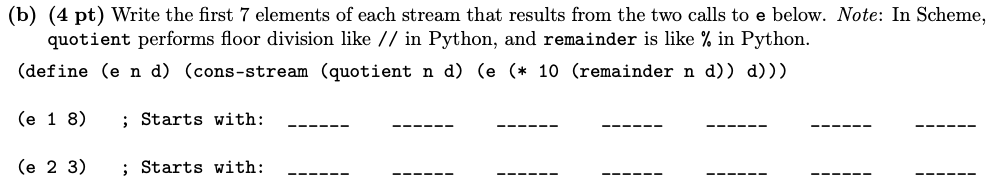 (b) (4 pt) Write the first 7 elements of each stream that results from the two calls to e below. Note: In Scheme,
quotient performs floor division like // in Python, and remainder is like % in Python.
(define (e n d) (cons-stream (quotient n d) (e (* 10 (remainder n d)) d)))
(e 1 8) ; Starts with: ______ ______ ______ ______ ______ ______ ______
(e 2 3) ; Starts with: ______ ______ ______ ______ ______ ______ ______